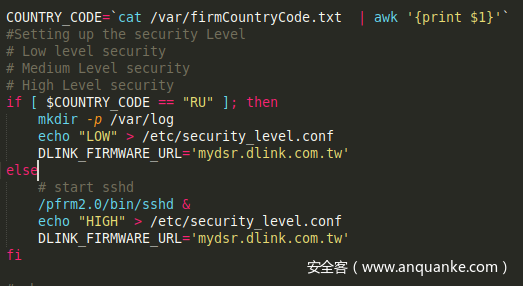 COUNTRY_CODE=`cat /var/firmCountryCode.txt  | awk '{print $1}'`
#Setting up the security Level
# Low level security
# Medium Level security
# High Level security
if [ $COUNTRY_CODE == "RU" ]; then
    mkdir -p /var/log
    echo "LOW" > /etc/security_level.conf
    DLINK_FIRMWARE_URL='mydsr.dlink.com.tw'
else
    # start sshd
    /pfrm2.0/bin/sshd &
    echo "HIGH" > /etc/security_level.conf
    DLINK_FIRMWARE_URL='mydsr.dlink.com.tw'
fi
安全客（www.anquanke.com）